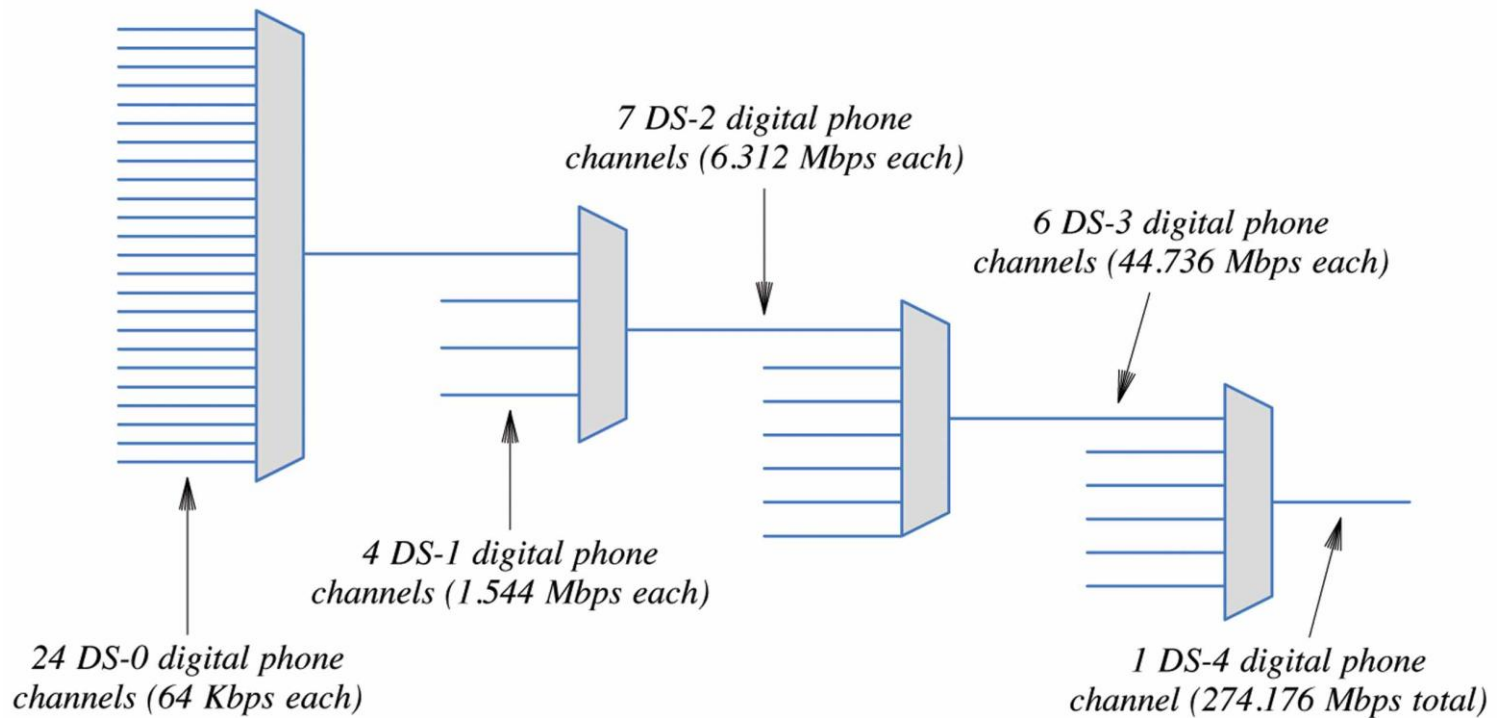 7 DS-2 digital phone
channels (6.312 Mbps each)
6 DS-3 digital phone
channels (44.736 Mbps each)
4 DS-1 digital phone
channels (1.544 Mbps each)
24 DS-0 digital phone
channels (64 Kbps each)
1 DS-4 digital phone
channel (274.176 Mbps total)